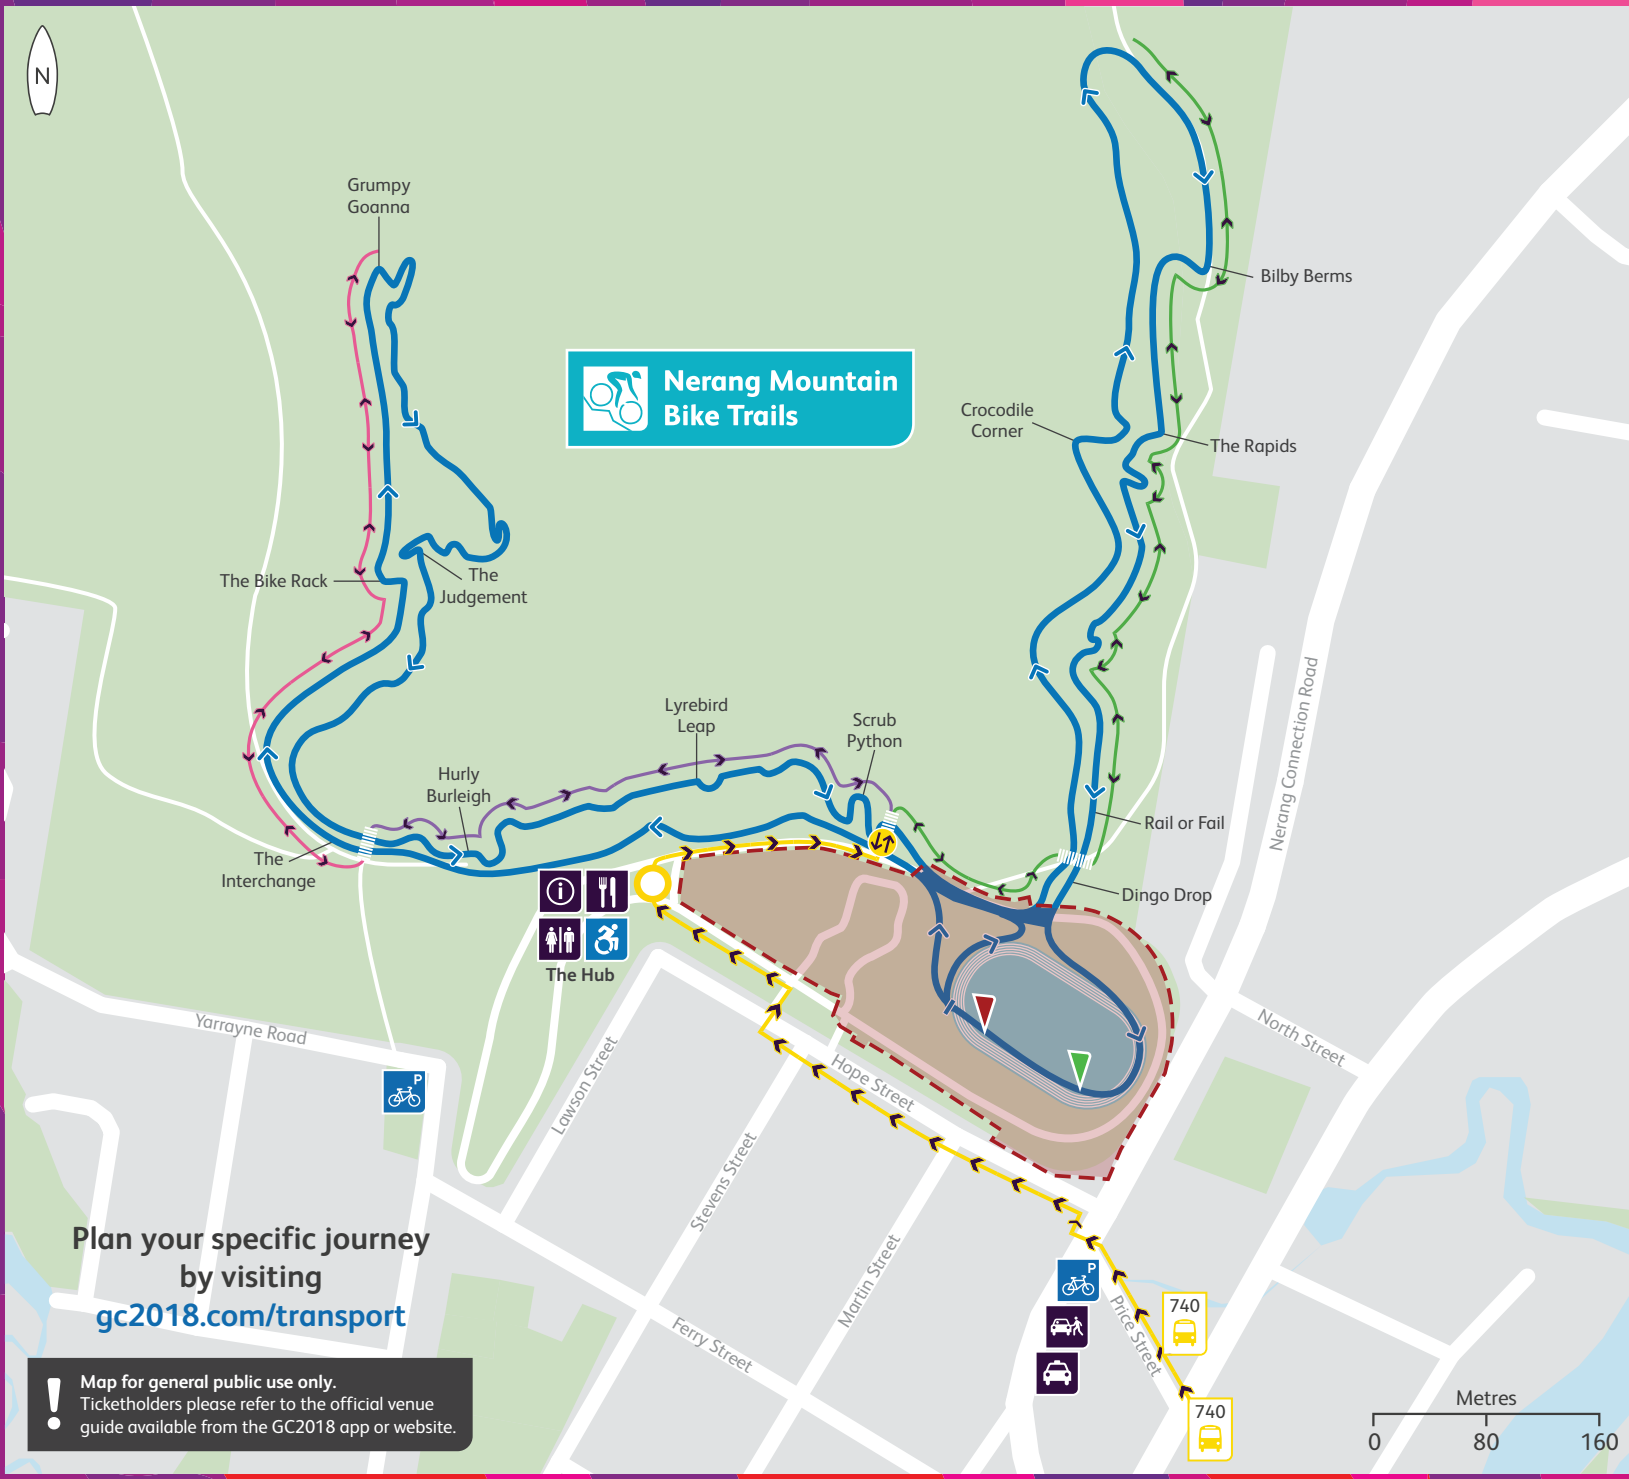 N
Grumpy
Goanna
Bilby Berms
Nerang Mountain
Bike Trails
Crocodile
Corner
The Rapids
The Bike Rack
The
Judgement
Lyrebird
Leap
Scrub
Python
Hurly
Burleigh
Nerang Connection Road
Rail or Fail
The
Interchange
Dingo Drop
The Hub
Yarrayne Road
North Street
P
Lawson Street
Hope Street
Stevens Street
Martin Street
Ferry Street
Price Street
P
740
740
Plan your specific journey
by visiting
gc2018.com/transport
! Map for general public use only.
Ticketholders please refer to the official venue
guide available from the GC2018 app or website.
Metres
0 80 160